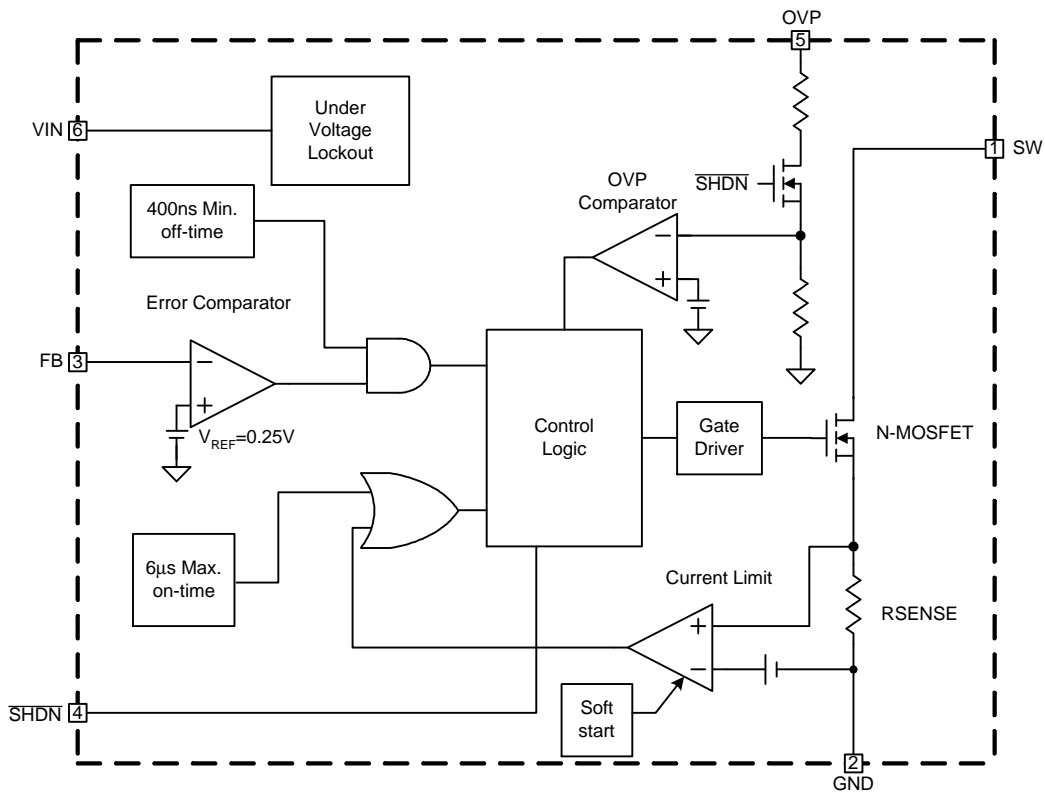 OVP
5
Under
Voltage
Lockout
VIN
6
1
SW
OVP
Comparator
SHDN
400ns Min.
off-time
−
+
Error Comparator
FB
3
−
+
VREF=0.25V
Control
Logic
Gate
Driver
N-MOSFET
6μs Max.
on-time
Current Limit
+
−
RSENSE
Soft
start
SHDN
4
2
GND